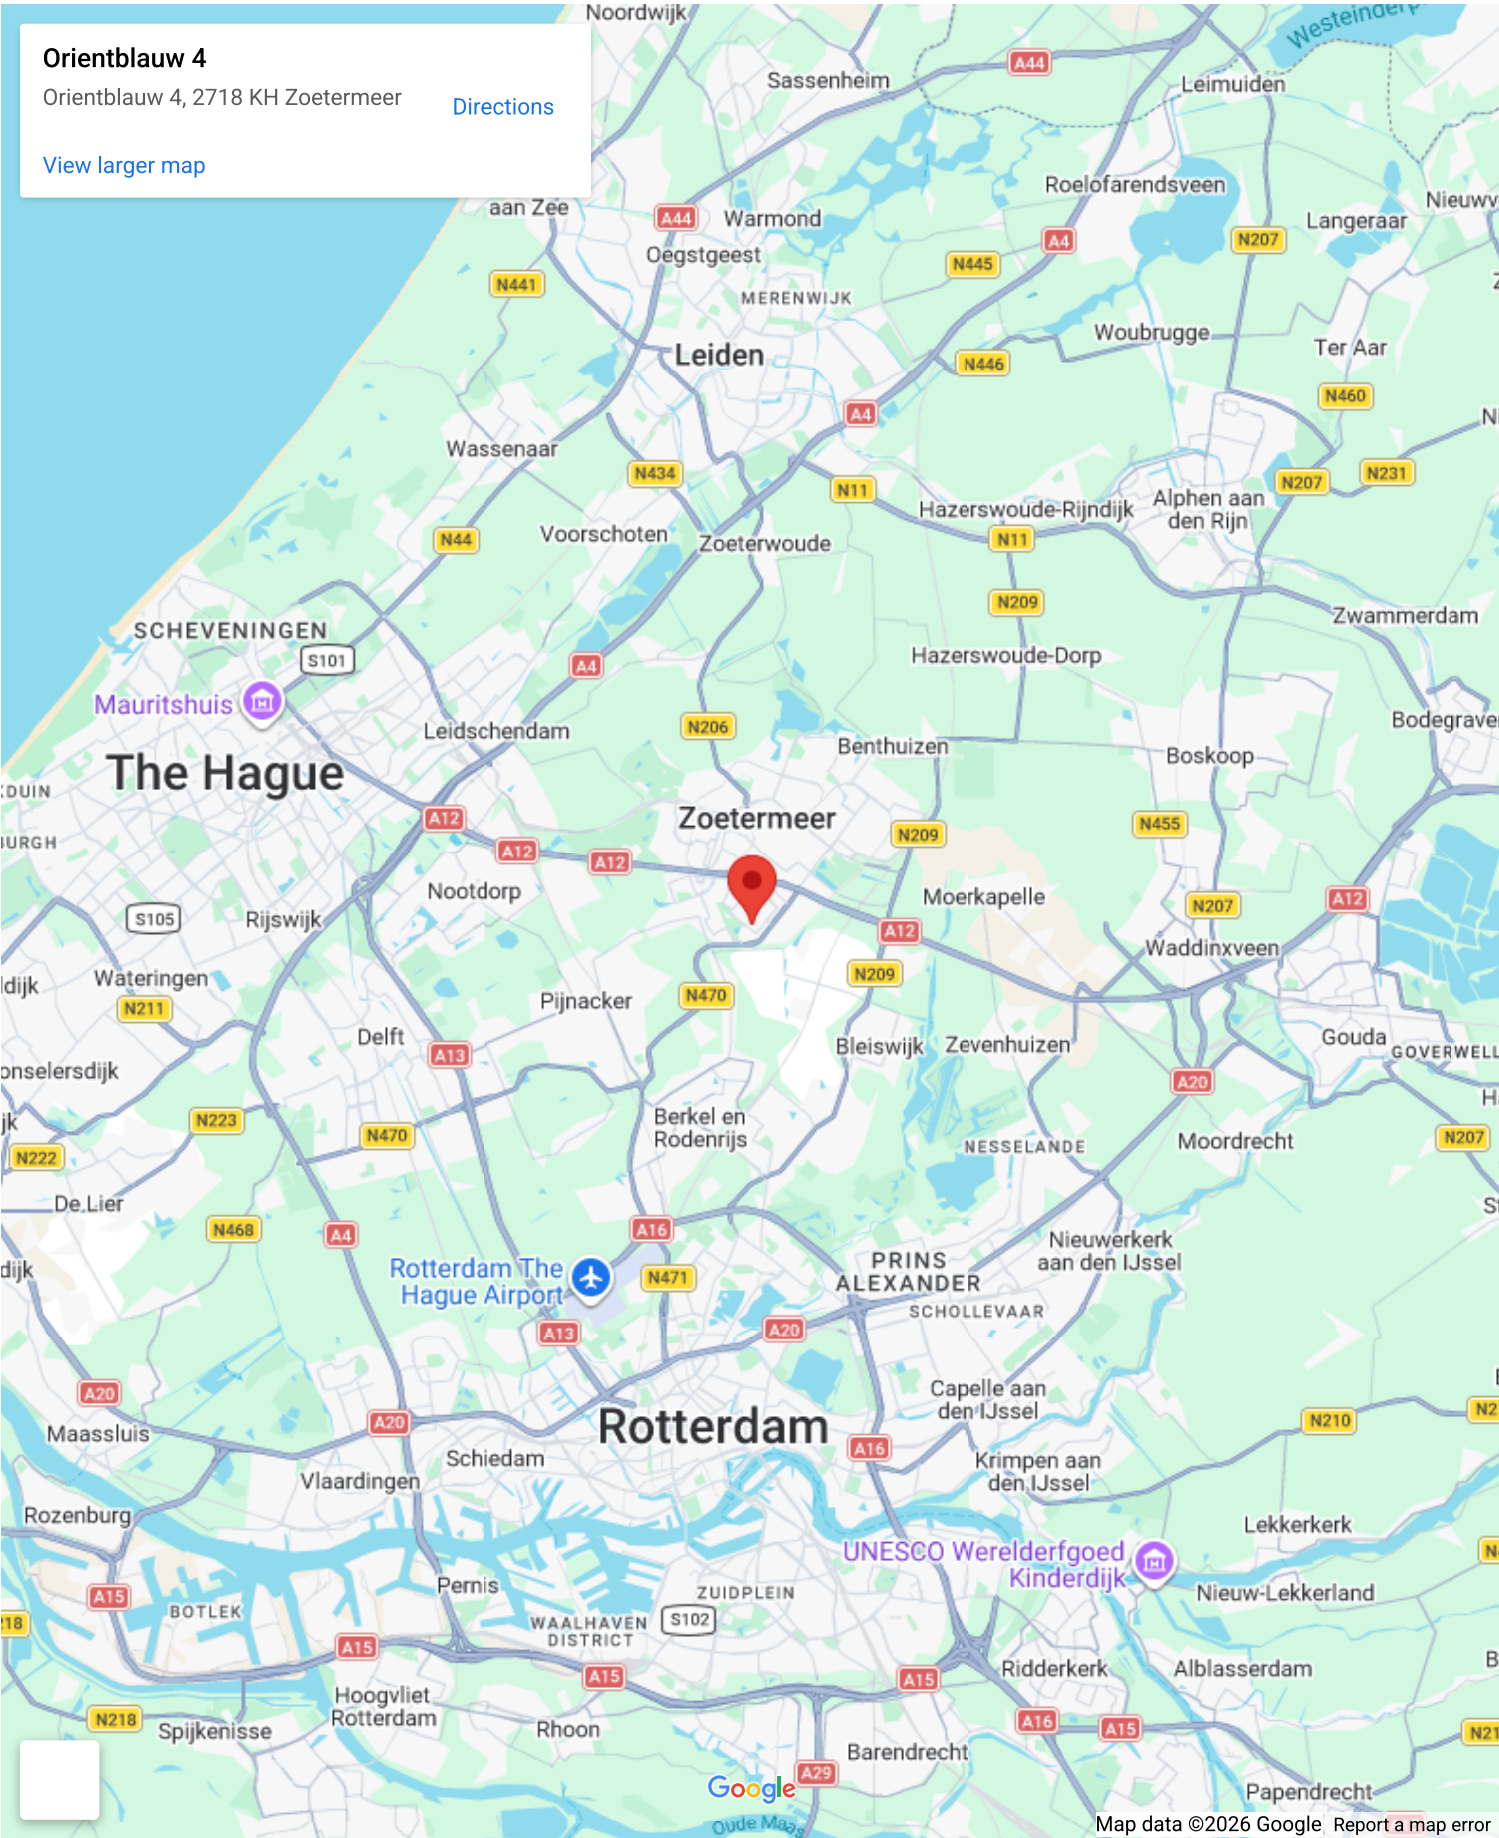 Noordwijk
Orientblauw 4
Orientblauw 4, 2718 KH Zoetermeer
Directions
View larger map
Sassenheim
A44
Leimuiden
Roelofarendsveen
aan Zee
A44
Warmond
Langeraar
Oegstgeest
A4
N207
N445
N441
MERENWIJK
Woubrugge
Ter Aar
Leiden
N446
N460
A4
Wassenaar
N434
N11
N207
N231
Alphen aan
den Rijn
Hazerswoude-Rijndijk
N44
Voorschoten
Zoeterwoude
N11
N209
Zwammerdam
SCHEVENINGEN
S101
A4
Hazerswoude-Dorp
Mauritshuis
Leidschendam
N206
Benthuizen
Boskoop
The Hague
A12
Zoetermeer
N209
N455
A12
A12
Nootdorp
Moerkapelle
N207
A12
S105
Rijswijk
A12
Waddinxveen
Wateringen
N209
N211
Pijnacker
N470
Delft
A13
Bleiswijk
Zevenhuizen
Gouda
A20
N223
N470
Berkel en
Rodenrijs
NESSELANDE
Moordrecht
N207
N222
De Lier
N468
A4
A16
Nieuwerkerk
aan den IJssel
Rotterdam The
Hague Airport
N471
PRINS
ALEXANDER
SCHOLLEVAAR
A13
A20
A20
Maassluis
A20
Rotterdam
Capelle aan
den IJssel
N210
A16
Schiedam
Vlaardingen
Krimpen aan
den IJssel
Rozenburg
Lekkerkerk
UNESCO Werelderfgoed
Kinderdijk
A15
Pernis
ZUIDPLEIN
Nieuw-Lekkerland
BOTLEK
WAALHAVEN
DISTRICT
S102
A15
A15
A15
Ridderkerk
Alblasserdam
Hoogvliet
Rotterdam
N218
Spijkenisse
Rhoon
A16
A15
Barendrecht
A29
Google
Papendrecht
Map data ©2026 Google
Report a map error